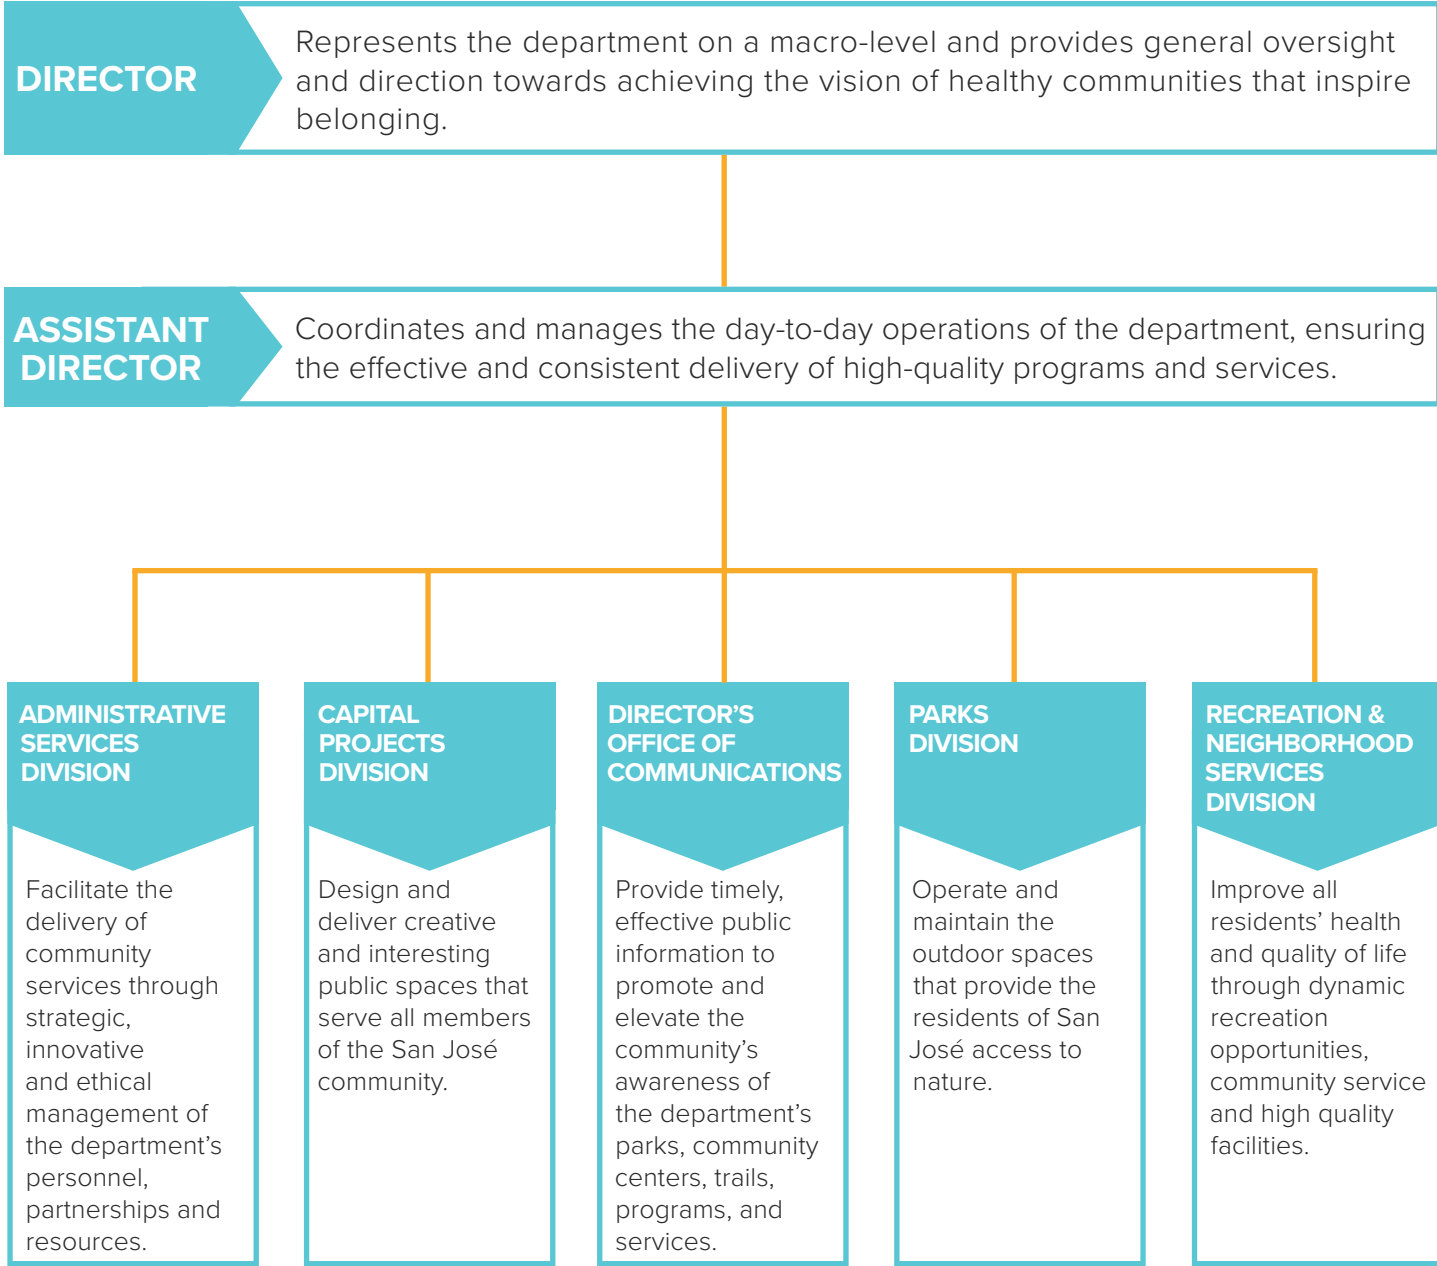 DIRECTOR
Represents the department on a macro-level and provides general oversight
and direction towards achieving the vision of healthy communities that inspire
belonging.
ASSISTANT
DIRECTOR
Coordinates and manages the day-to-day operations of the department, ensuring
the effective and consistent delivery of high-quality programs and services.
ADMINISTRATIVE
SERVICES
DIVISION
Facilitate the
delivery of
community
services through
strategic,
innovative
and ethical
management of
the department’s
personnel,
partnerships and
resources.
CAPITAL
PROJECTS
DIVISION
Design and
deliver creative
and interesting
public spaces that
serve all members
of the San José
community.
DIRECTOR’S
OFFICE OF
COMMUNICATIONS
Provide timely,
effective public
information to
promote and
elevate the
community’s
awareness of
the department’s
parks, community
centers, trails,
programs, and
services.
PARKS
DIVISION
Operate and
maintain the
outdoor spaces
that provide the
residents of San
José access to
nature.
RECREATION &
NEIGHBORHOOD
SERVICES
DIVISION
Improve all
residents’ health
and quality of life
through dynamic
recreation
opportunities,
community service
and high quality
facilities.